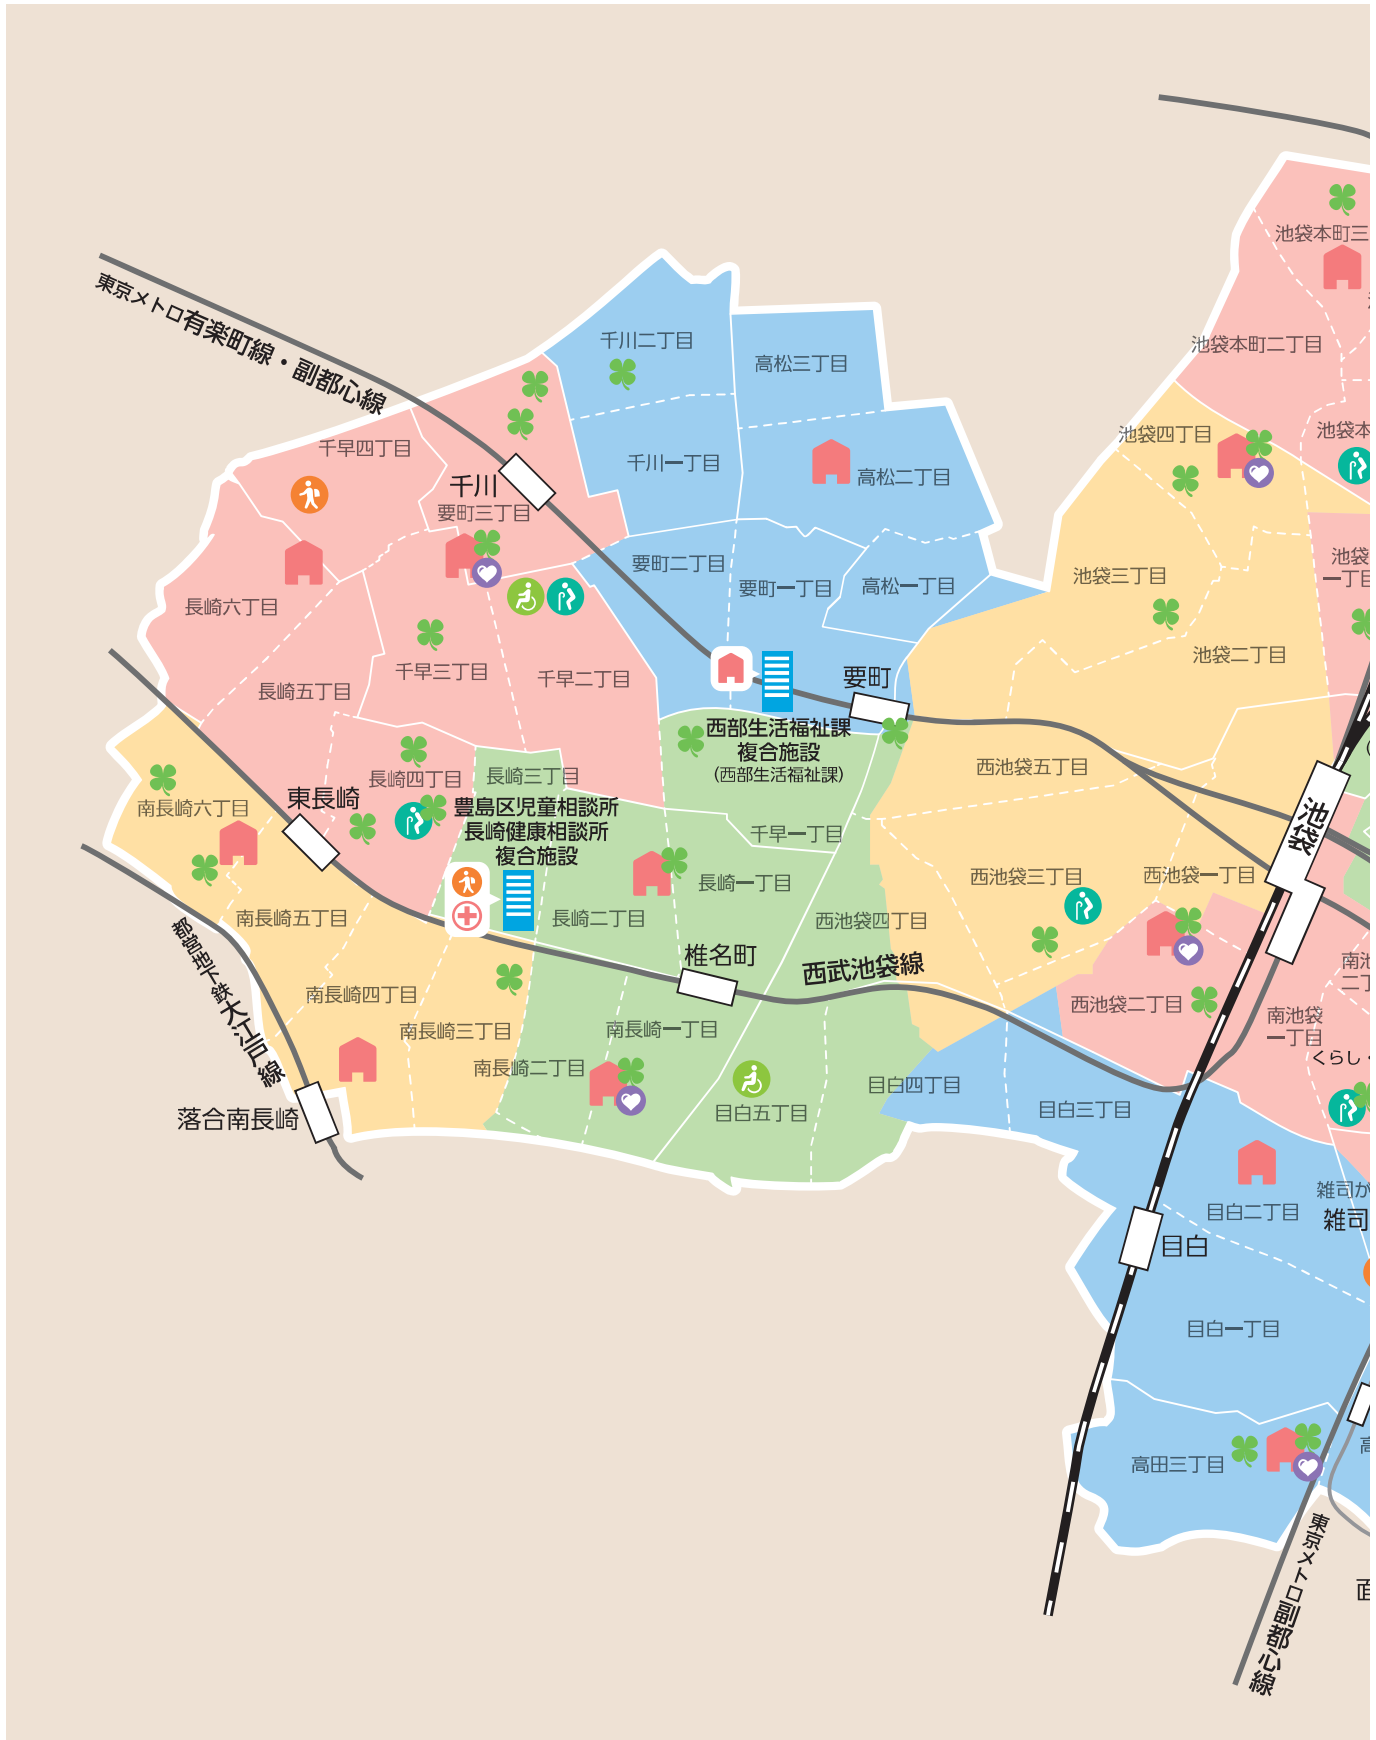 池袋本町三
東京メトロ有楽町線・副都心線
千川二丁目
高松三丁目
池袋本町二丁目
千早四丁目
池袋四丁目
池袋本
千川一丁目
高松二丁目
千川
要町三丁目
要町二丁目
要町一丁目
高松一丁目
池袋三丁目
池袋
一丁目
長崎六丁目
千早三丁目
千早二丁目
池袋二丁目
長崎五丁目
要町
西部生活福祉課
複合施設
(西部生活福祉課)
西池袋五丁目
長崎四丁目
長崎三丁目
南長崎六丁目
東長崎
豊島区児童相談所
長崎健康相談所
複合施設
千早一丁目
池袋
長崎一丁目
西池袋三丁目
西池袋一丁目
南長崎五丁目
長崎二丁目
西池袋四丁目
都営地下鉄大江戸線
椎名町
西武池袋線
南池
二丁
南長崎四丁目
西池袋二丁目
南池袋
一丁目
南長崎三丁目
南長崎一丁目
くらし・
南長崎二丁目
目白四丁目
落合南長崎
目白五丁目
目白三丁目
雑司が
目白二丁目
雑司
目白
目白一丁目
高田三丁目
東京メトロ副都心線